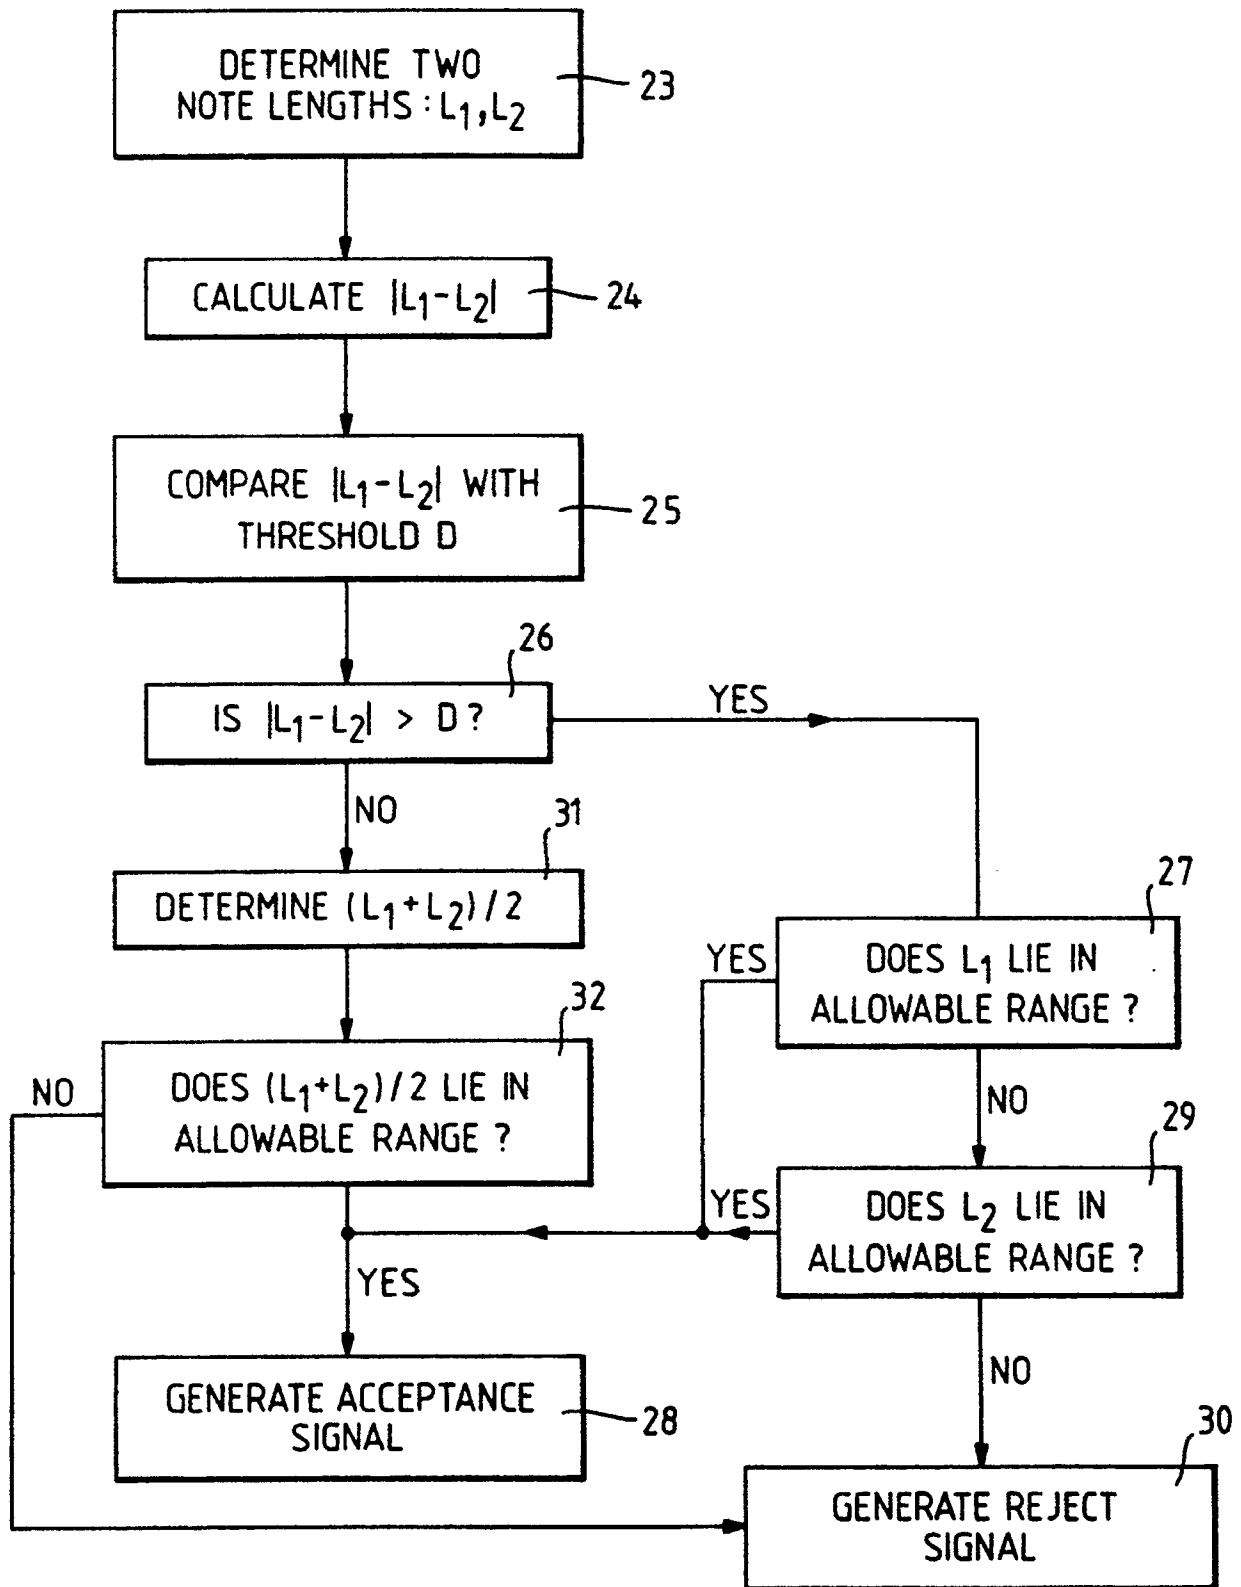 DETERMINE TWO
NOTE LENGTHS : L1, L2
23
CALCULATE |L1-L2|
24
COMPARE |L1-L2| WITH
THRESHOLD D
25
26
IS |L1-L2| > D ?
YES
NO
31
DETERMINE (L1+L2)/2
27
DOES L1 LIE IN
ALLOWABLE RANGE ?
YES
32
DOES (L1+L2)/2 LIE IN
ALLOWABLE RANGE ?
NO
NO
29
DOES L2 LIE IN
ALLOWABLE RANGE ?
YES
YES
GENERATE ACCEPTANCE
SIGNAL
28
NO
30
GENERATE REJECT
SIGNAL